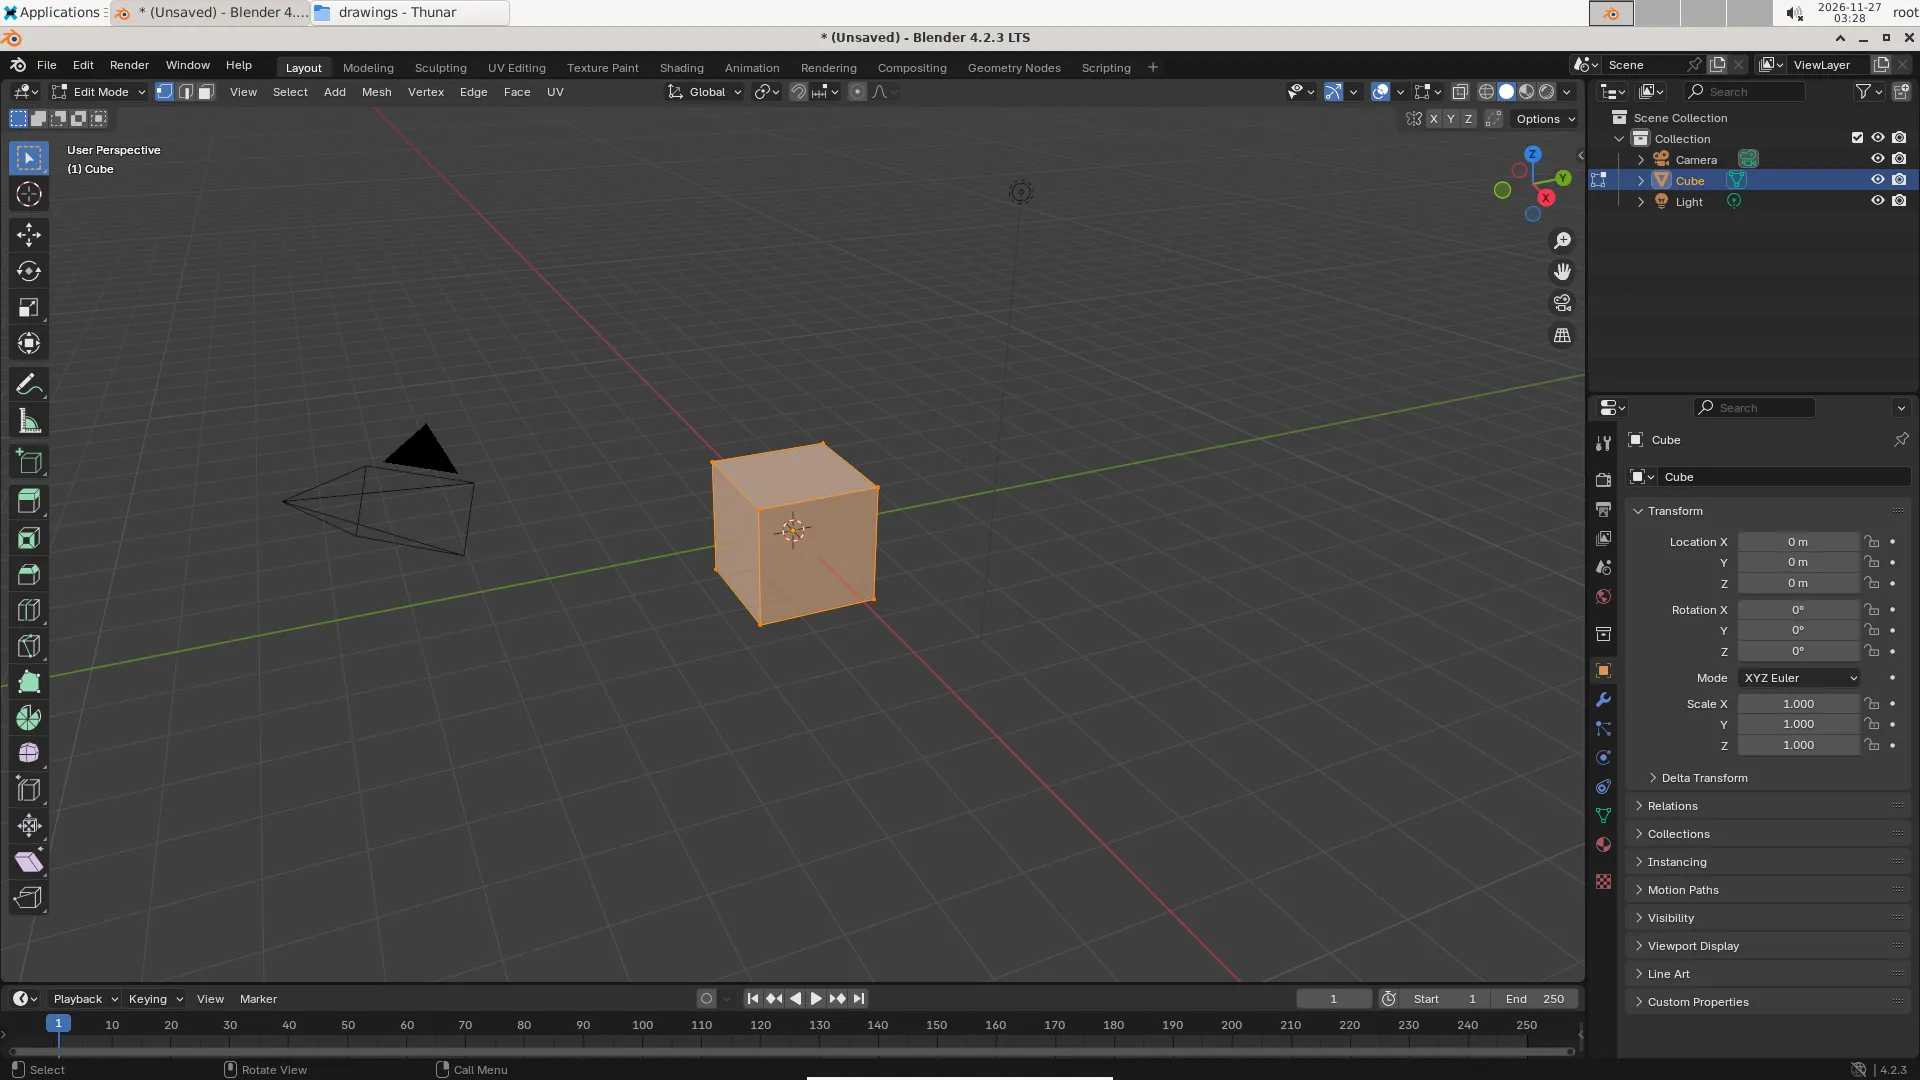 Applications
* (Unsaved) - Blender 4....
drawings - Thunar
2026-11-27
03:28
root
* (Unsaved) - Blender 4.2.3 LTS
File Edit Render Window Help
Layout Modeling Sculpting UV Editing Texture Paint Shading Animation Rendering Compositing Geometry Nodes Scripting
Scene
ViewLayer
Edit Mode
View Select Add Mesh Vertex Edge Face UV
Global
Search
X Y Z
Options
User Perspective
(1) Cube
Z
Y
X
Scene Collection
Collection
Camera
Cube
Light
Search
Cube
Cube
Transform
Location X 0 m
Y 0 m
Z 0 m
Rotation X 0°
Y 0°
Z 0°
Mode XYZ Euler
Scale X 1.000
Y 1.000
Z 1.000
Delta Transform
Relations
Collections
Instancing
Motion Paths
Visibility
Viewport Display
Line Art
Custom Properties
Playback Keying View Marker
1
Start 1
End 250
1 10 20 30 40 50 60 70 80 90 100 110 120 130 140 150 160 170 180 190 200 210 220 230 240 250
Select
Rotate View
Call Menu
4.2.3